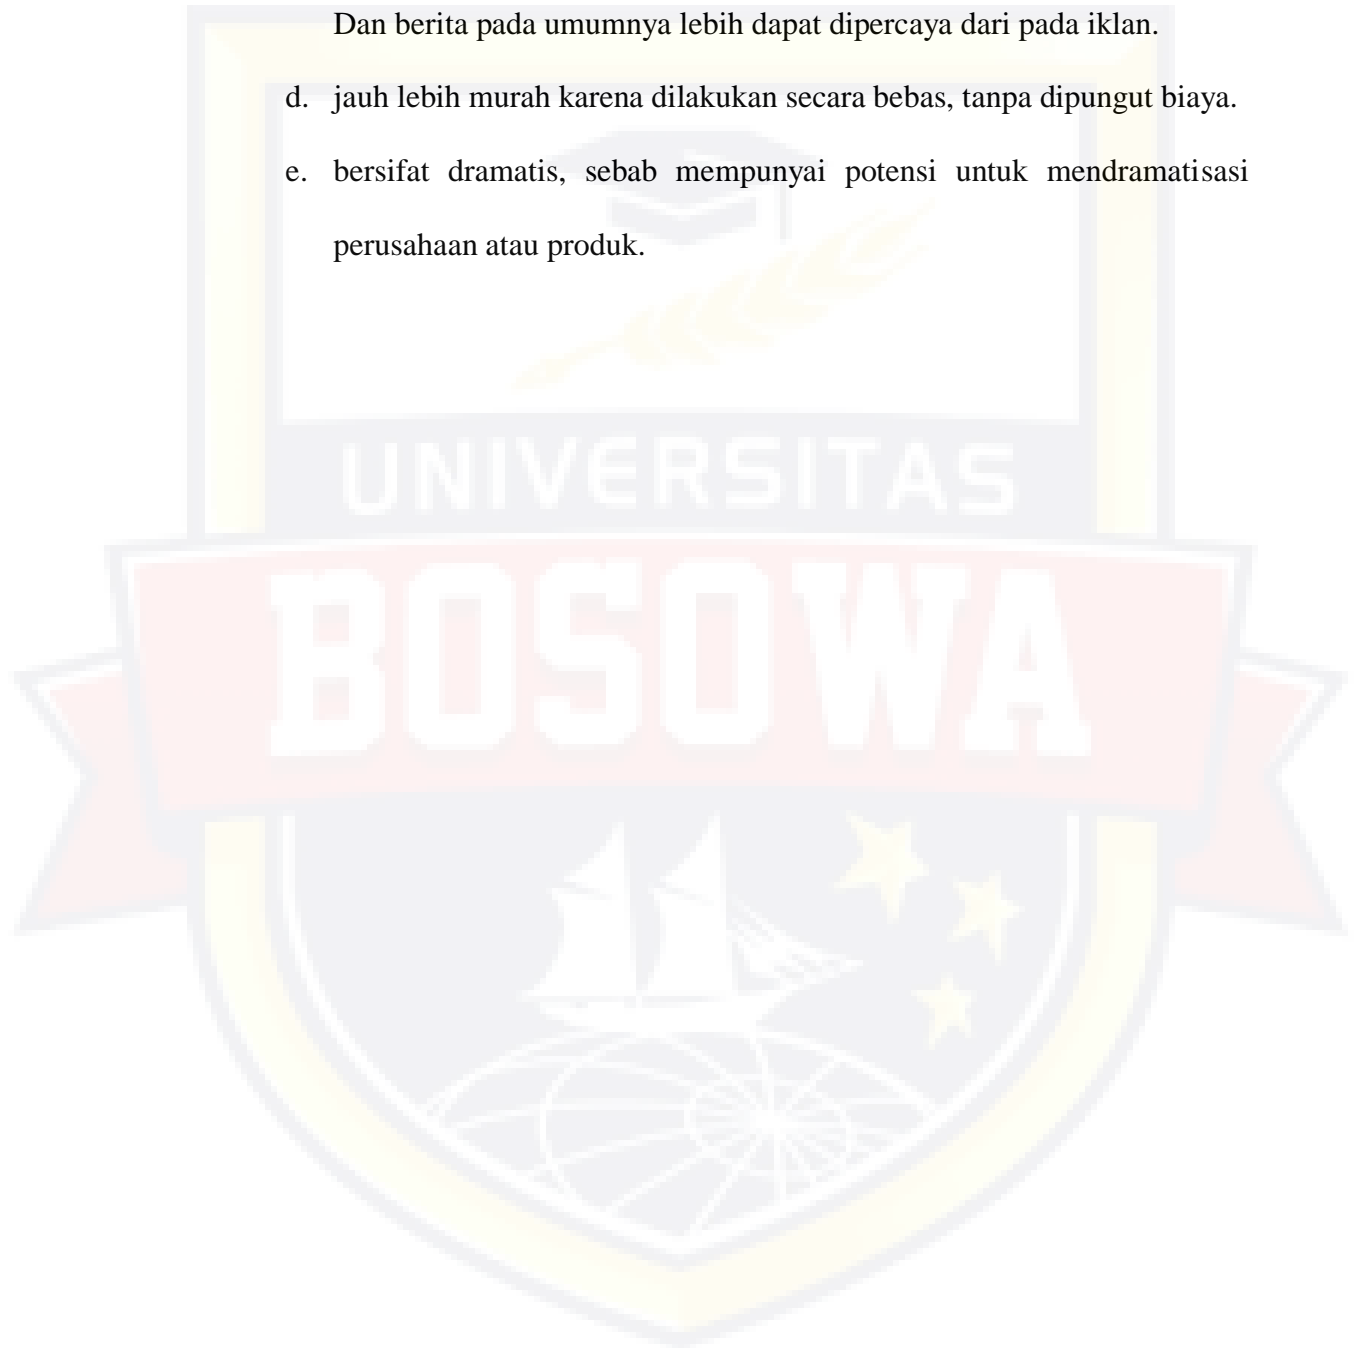 Dan berita pada umumnya lebih dapat dipercaya dari pada iklan.
d. jauh lebih murah karena dilakukan secara bebas, tanpa dipungut biaya.
e. bersifat dramatis, sebab mempunyai potensi untuk mendramatisasi
perusahaan atau produk.
UNIVERSITAS
BOSOWA